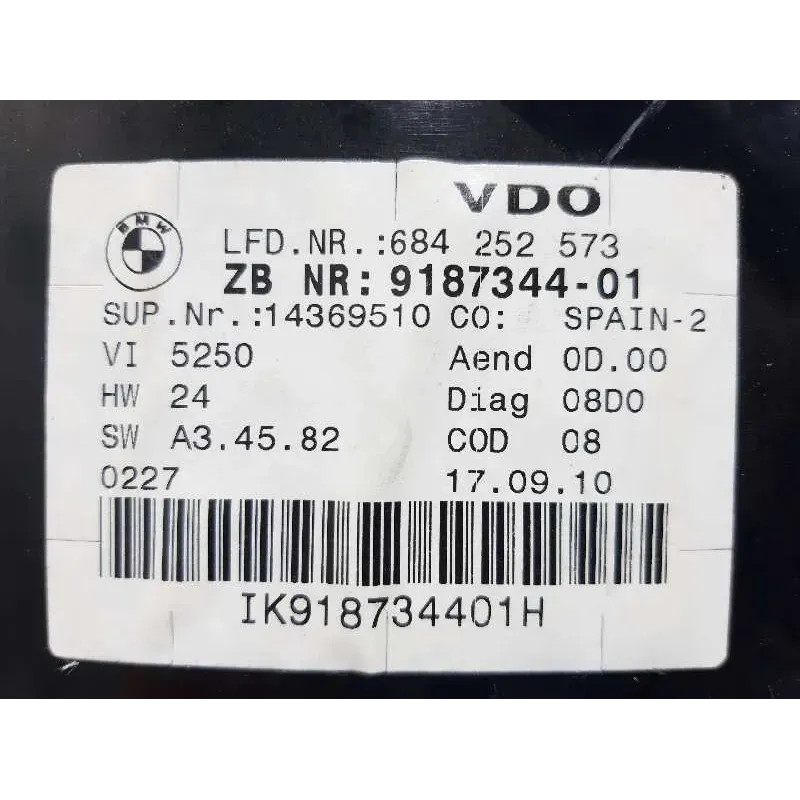 VDO
BMW
LFD.NR.:684 252 573
ZB NR: 9187344-01
SUP.Nr.:14369510 CO: SPAIN-2
VI 5250 Aend 0D.00
HW 24 Diag 08D0
SW A3.45.82 COD 08
0227 17.09.10
IK918734401H